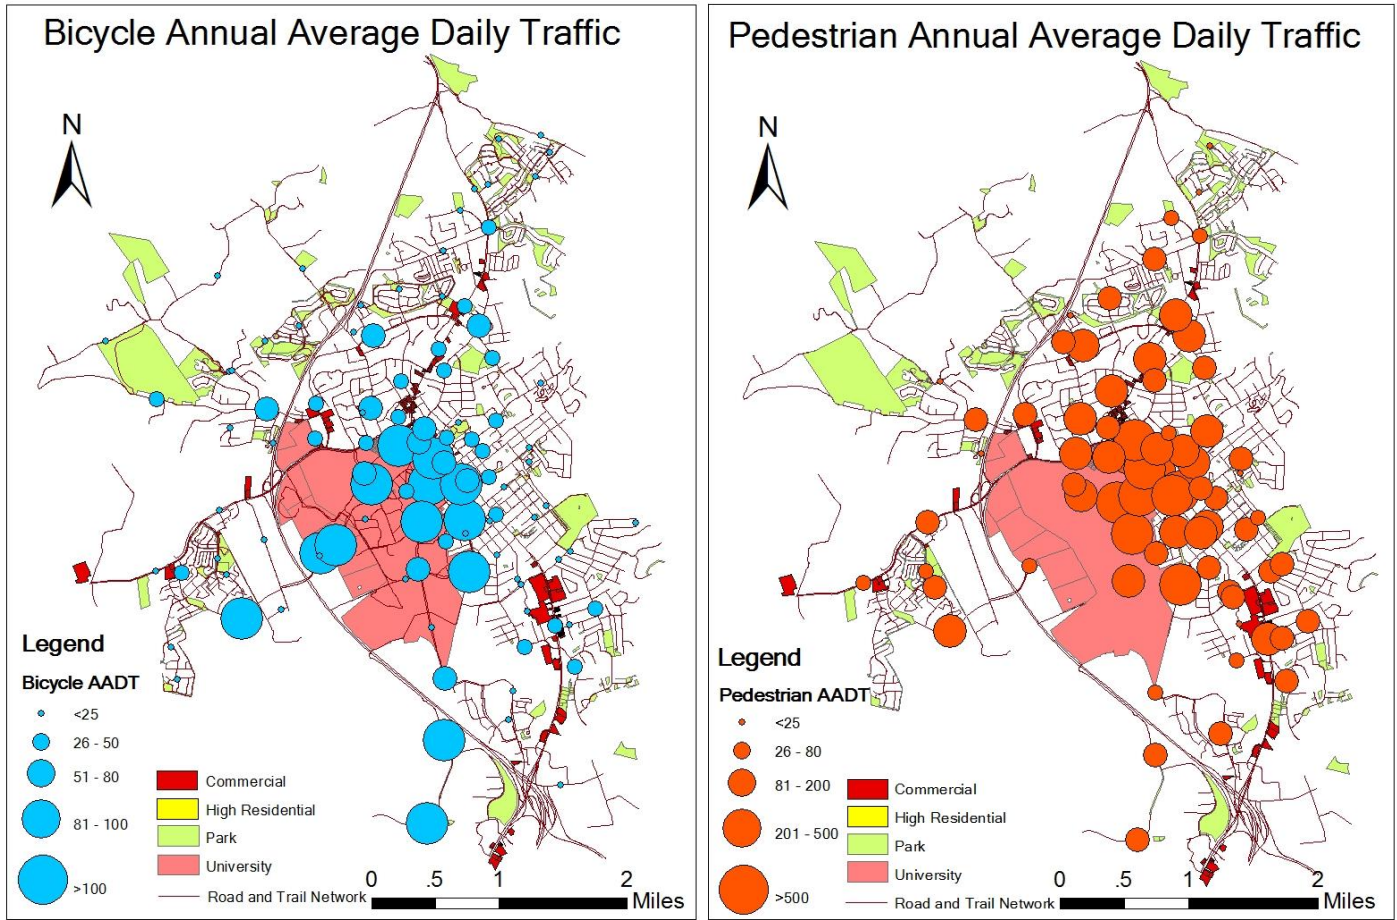 Bicycle Annual Average Daily Traffic
N
Legend
Bicycle AADT
<25
26 - 50
51 - 80
81 - 100
>100
Commercial
High Residential
Park
University
Road and Trail Network
0 .5 1 2
Miles
Pedestrian Annual Average Daily Traffic
N
Legend
Pedestrian AADT
<25
26 - 80
81 - 200
201 - 500
>500
Commercial
High Residential
Park
University
Road and Trail Network
0 .5 1 2
Miles